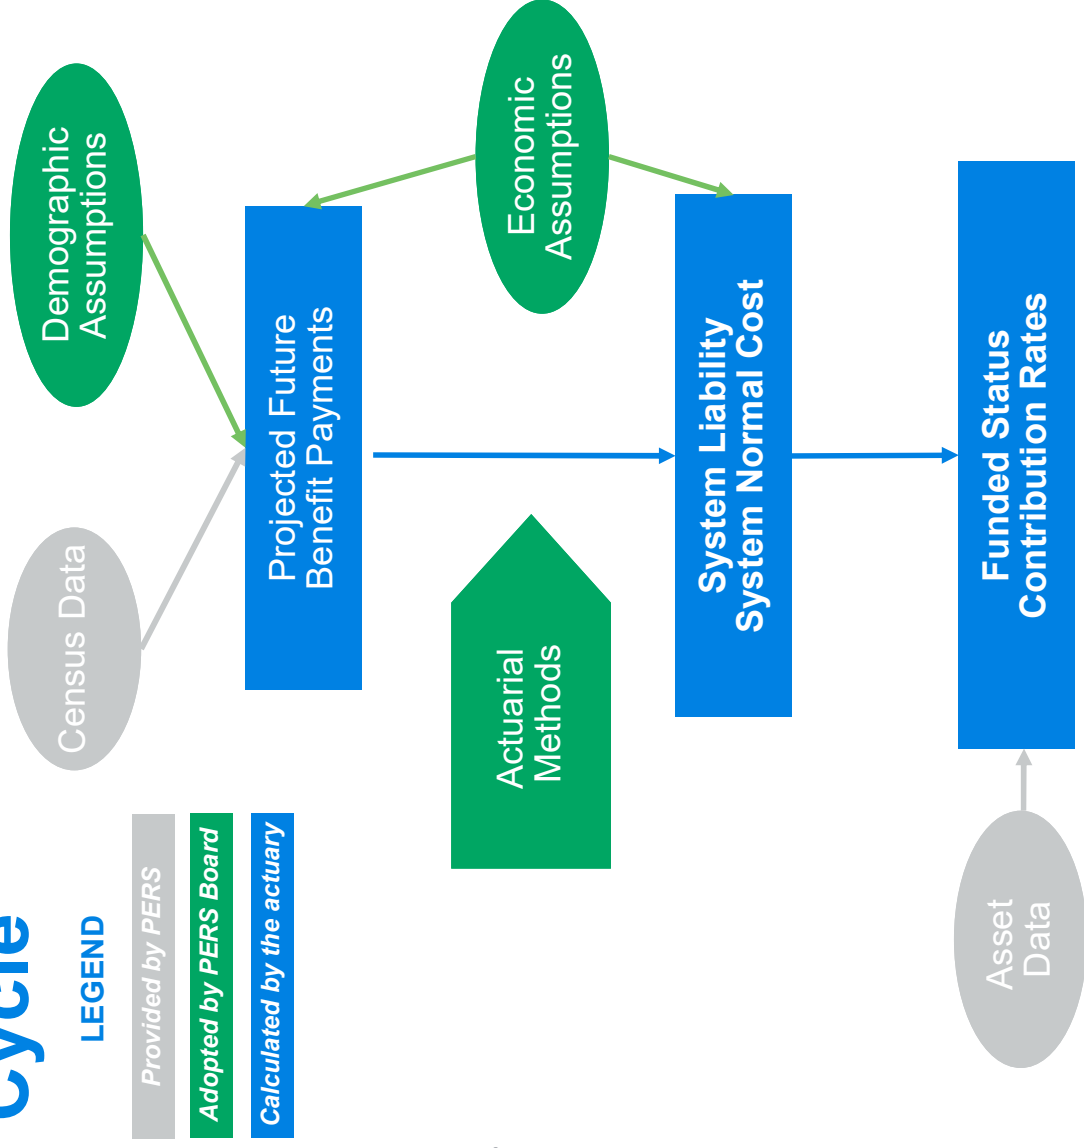 Cycle
LEGEND
Provided by PERS
Adopted by PERS Board
Calculated by the actuary
Census Data
Demographic
Assumptions
Projected Future
Benefit Payments
Economic
Assumptions
Actuarial
Methods
System Liability
System Normal Cost
Asset
Data
Funded Status
Contribution Rates